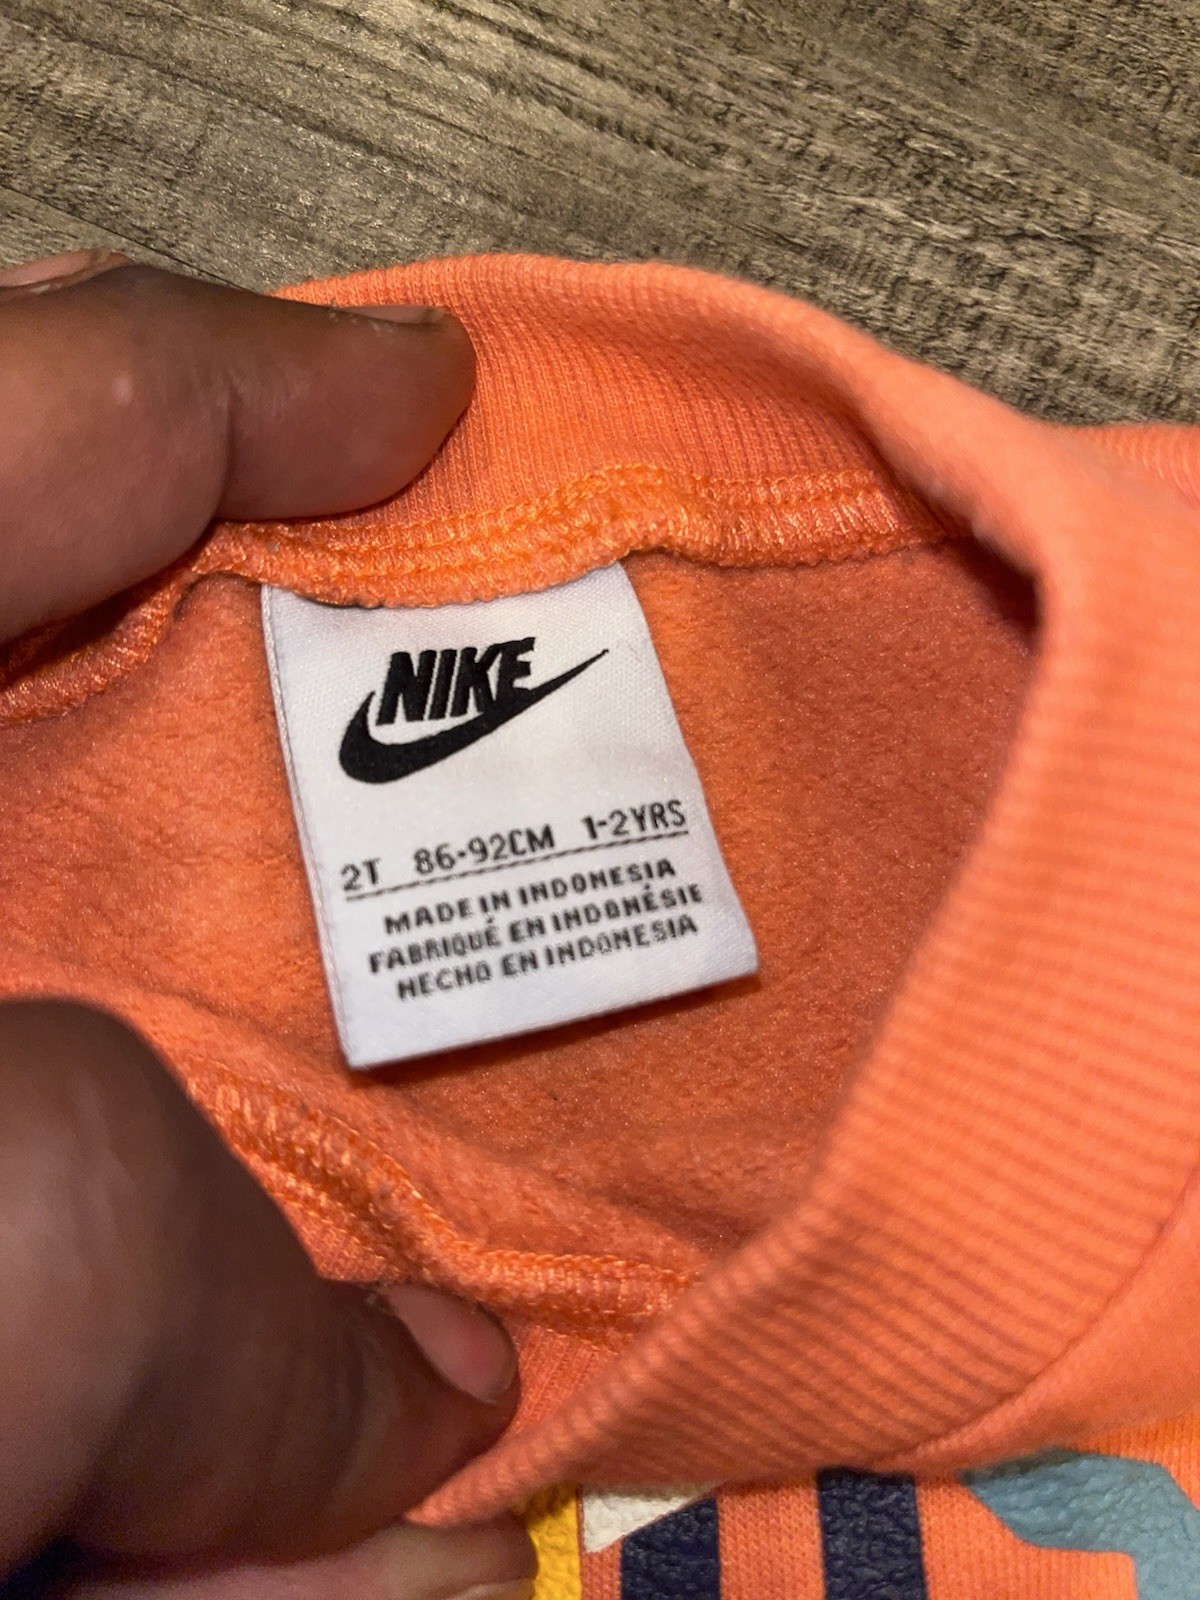 NIKE
2T 86-92CM 1-2YRS
MADE IN INDONESIA
FABRIQUÉ EN INDONÉSIE
HECHO EN INDONESIA